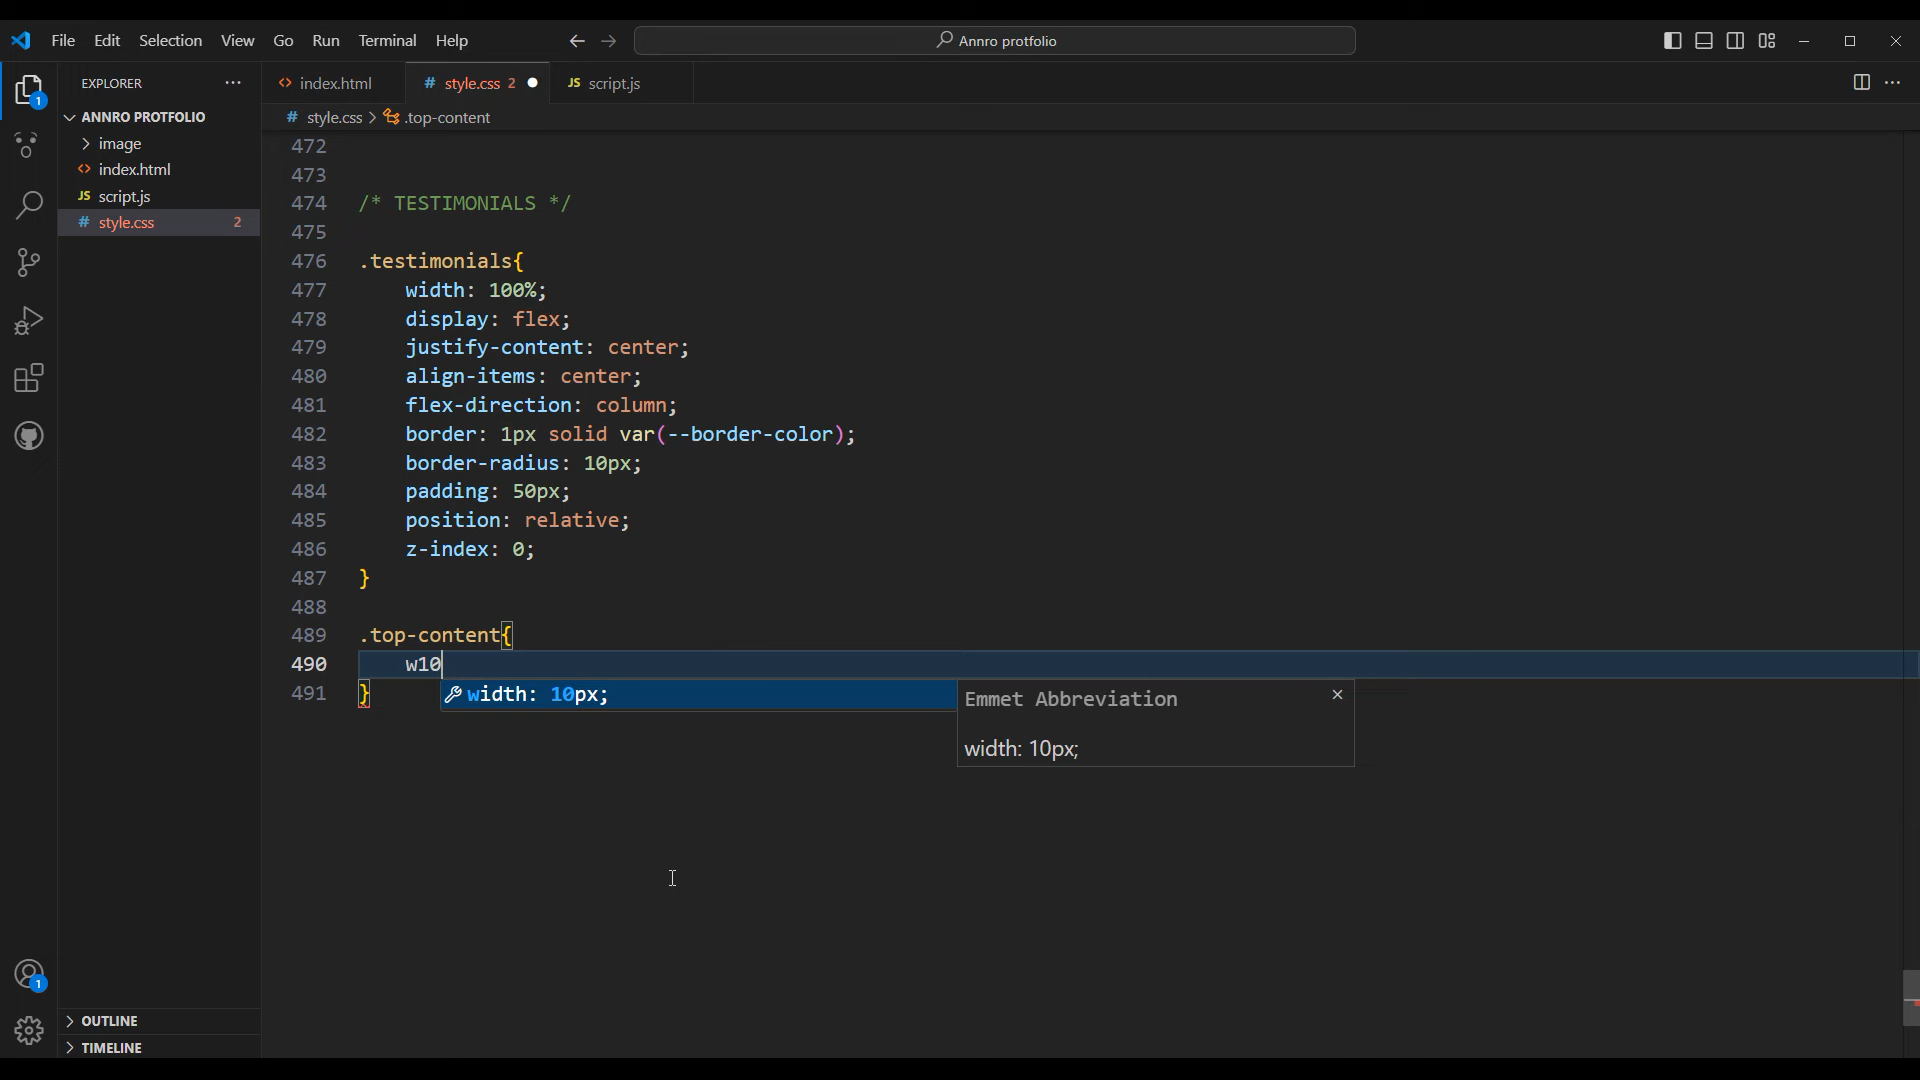 File Edit Selection View Go Run Terminal Help
Annro protfolio
EXPLORER
index.html
# style.css 2
JS script.js
ANNRO PROTFOLIO
# style.css > .top-content
image
index.html
JS script.js
# style.css 2
472
473
474 /* TESTIMONIALS */
475
476 .testimonials{
477 width: 100%;
478 display: flex;
479 justify-content: center;
480 align-items: center;
481 flex-direction: column;
482 border: 1px solid var(--border-color);
483 border-radius: 10px;
484 padding: 50px;
485 position: relative;
486 z-index: 0;
487 }
488
489 .top-content{
490 w10
491 }
width: 10px;
Emmet Abbreviation
width: 10px;
1
1
OUTLINE
TIMELINE